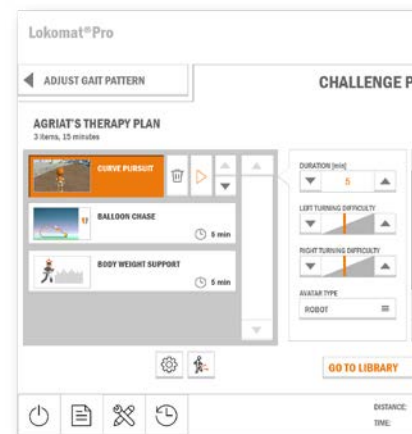 Lokomat®Pro
ADJUST GAIT PATTERN
CHALLENGE P
AGRIAT'S THERAPY PLAN
3 items, 15 minutes
CURVE PURSUIT
BALLOON CHASE
5 min
BODY WEIGHT SUPPORT
5 min
DURATION [min]
5
LEFT TURNING DIFFICULTY
RIGHT TURNING DIFFICULTY
AVATAR TYPE
ROBOT
GO TO LIBRARY
DISTANCE:
TIME: